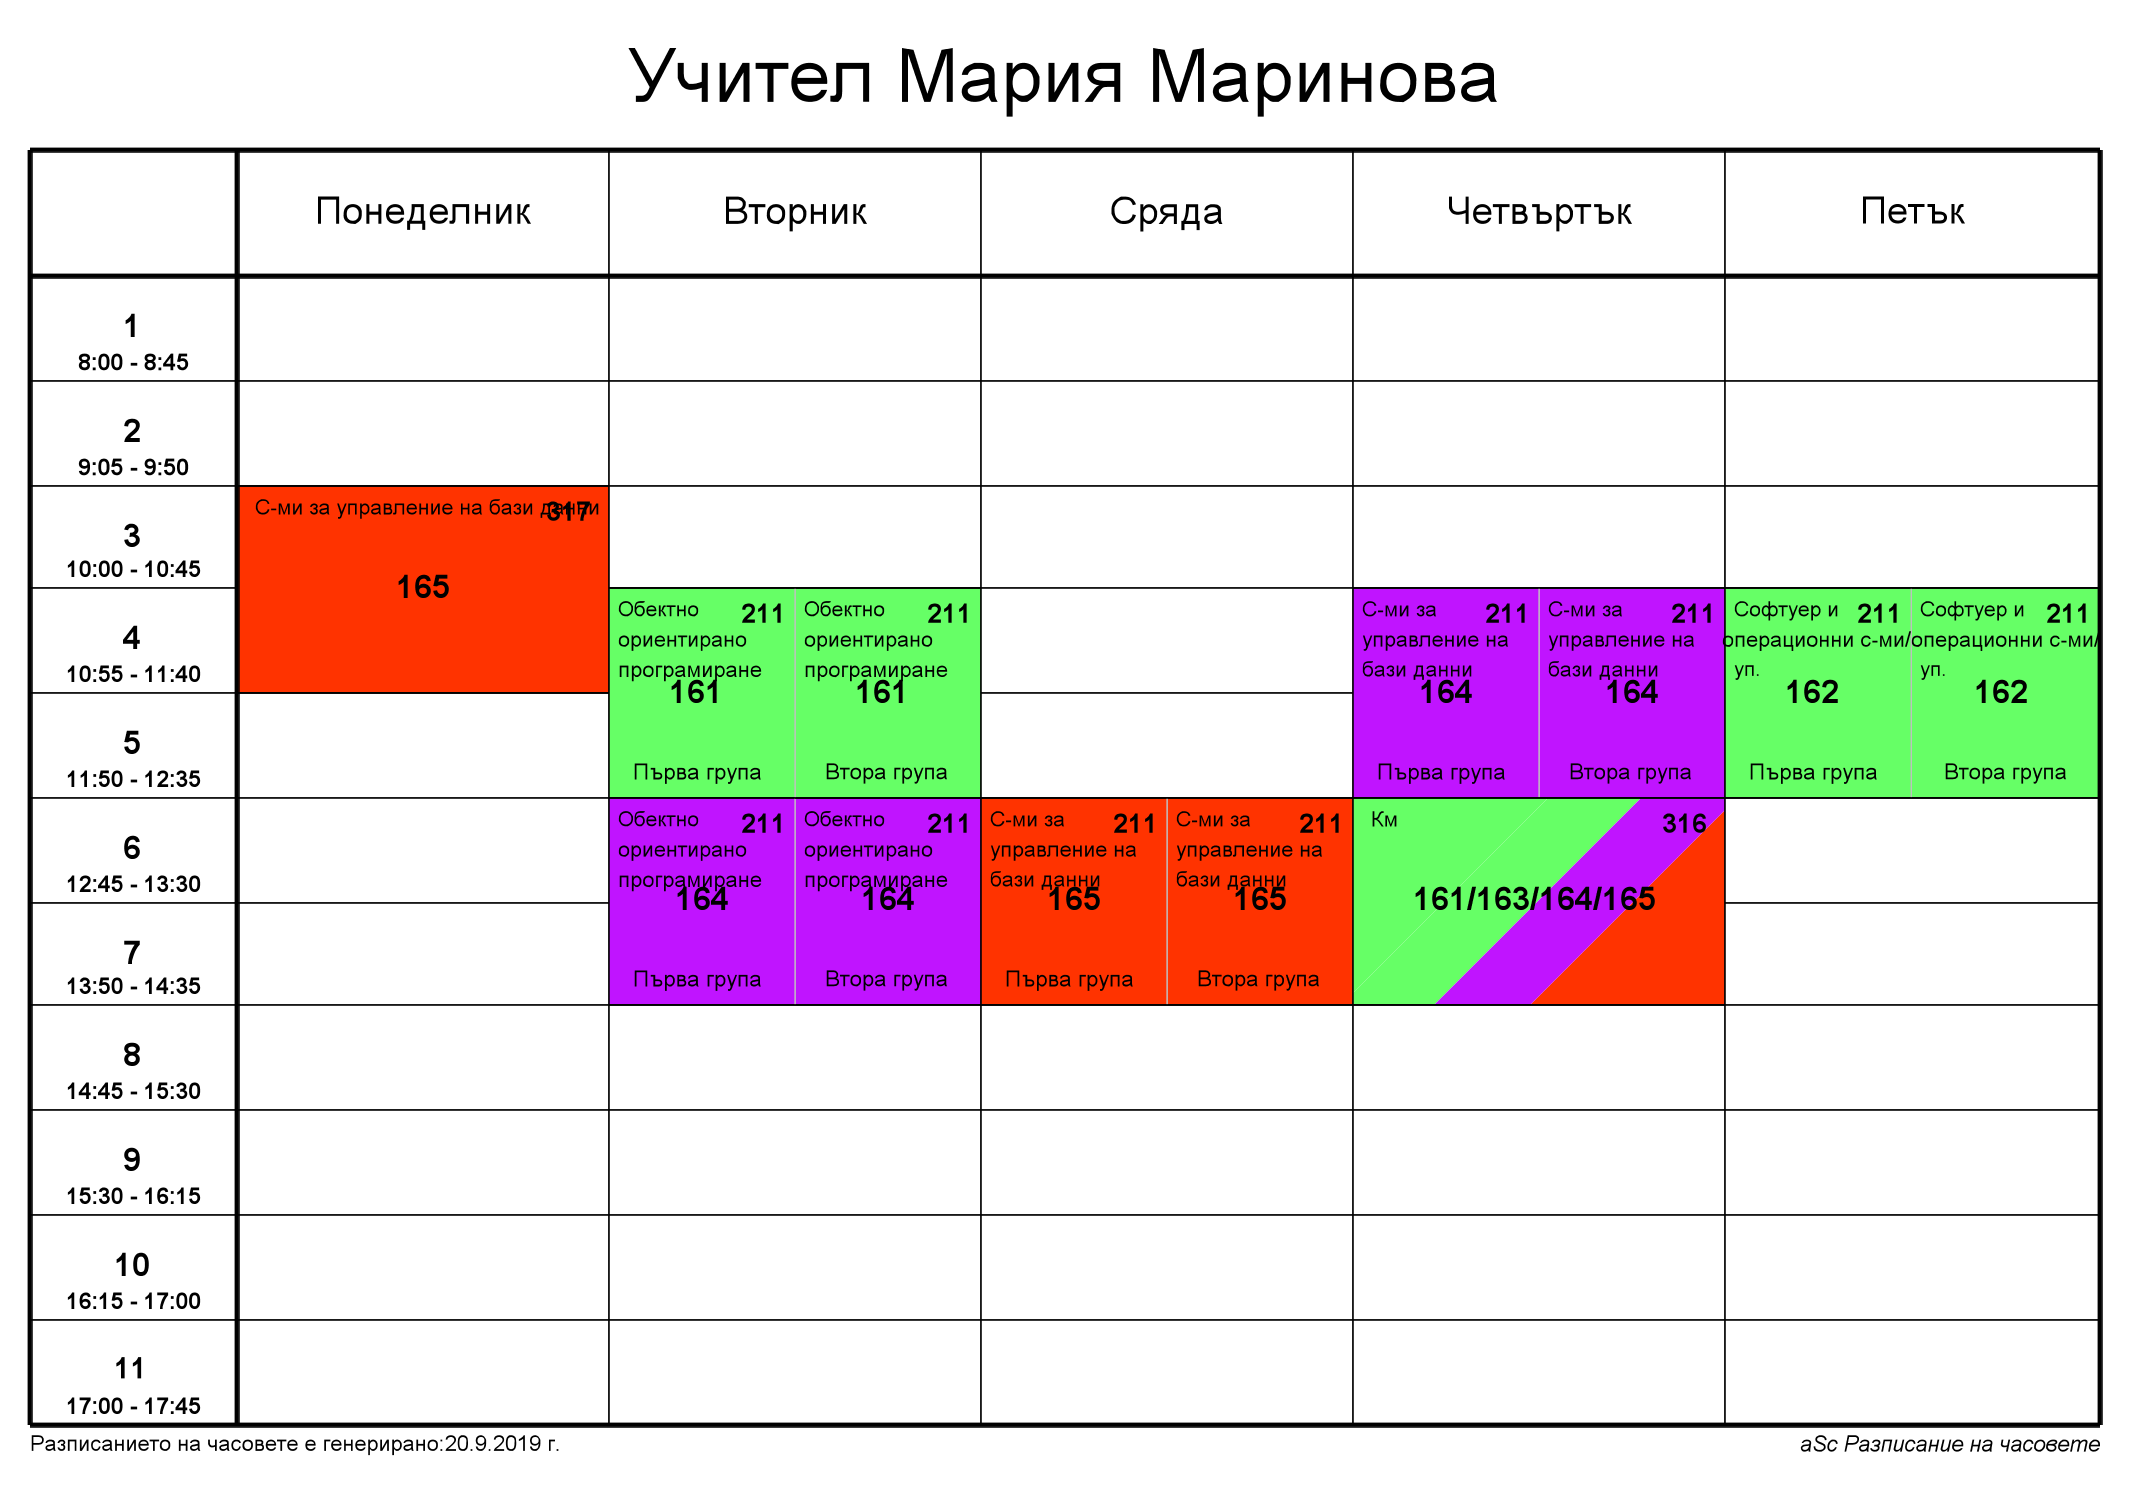 Учител Мария Маринова
Понеделник
Вторник
Сряда
Четвъртък
Петък
1
8:00 - 8:45
2
9:05 - 9:50
3
10:00 - 10:45
С-ми за управление на бази данни
317
165
4
10:55 - 11:40
5
11:50 - 12:35
Обектно
ориентирано
програмиране
211
161
Първа група
Обектно
ориентирано
програмиране
211
161
Втора група
С-ми за
управление на
бази данни
211
164
Първа група
С-ми за
управление на
бази данни
211
164
Втора група
Софтуер и
операционни с-ми/
уп.
211
162
Първа група
Софтуер и
операционни с-ми/
уп.
211
162
Втора група
6
12:45 - 13:30
7
13:50 - 14:35
Обектно
ориентирано
програмиране
211
164
Първа група
Обектно
ориентирано
програмиране
211
164
Втора група
С-ми за
управление на
бази данни
211
165
Първа група
С-ми за
управление на
бази данни
211
165
Втора група
Км
316
161/163/164/165
8
14:45 - 15:30
9
15:30 - 16:15
10
16:15 - 17:00
11
17:00 - 17:45
Разписанието на часовете е генерирано:20.9.2019 г.
aSc Разписание на часовете